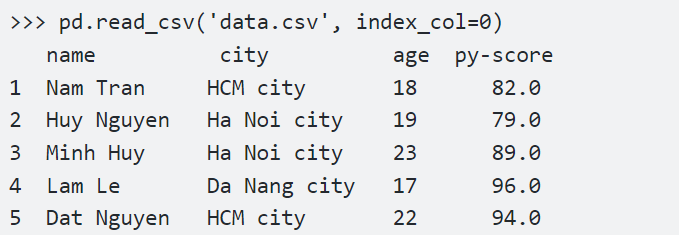 >>> pd.read_csv('data.csv', index_col=0)
name city age py-score
1 Nam Tran HCM city 18 82.0
2 Huy Nguyen Ha Noi city 19 79.0
3 Minh Huy Ha Noi city 23 89.0
4 Lam Le Da Nang city 17 96.0
5 Dat Nguyen HCM city 22 94.0